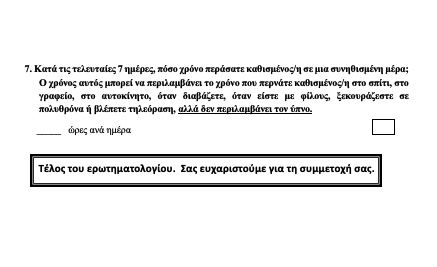 7. Κατά τις τελευταίες 7 ημέρες, πόσο χρόνο περάσατε καθισμένος/η σε μια συνηθισμένη μέρα;
Ο χρόνος αυτός μπορεί να περιλαμβάνει το χρόνο που περνάτε καθισμένος/η στο σπίτι, στο
γραφείο, στο αυτοκίνητο, όταν διαβάζετε, όταν είστε με φίλους, ξεκουράζεστε σε
πολυθρόνα ή βλέπετε τηλεόραση, αλλά δεν περιλαμβάνει τον ύπνο.
_____ ώρες ανά ημέρα
Τέλος του ερωτηματολογίου. Σας ευχαριστούμε για τη συμμετοχή σας.